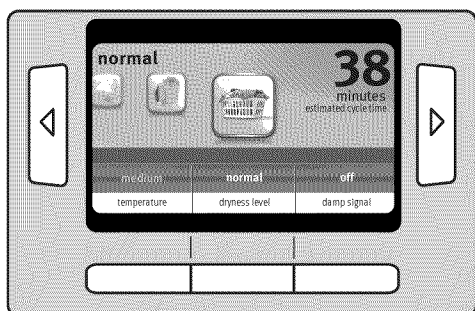 normal
38
minutes
estimated cycle time
medium normal off
temperature dryness level damp signal